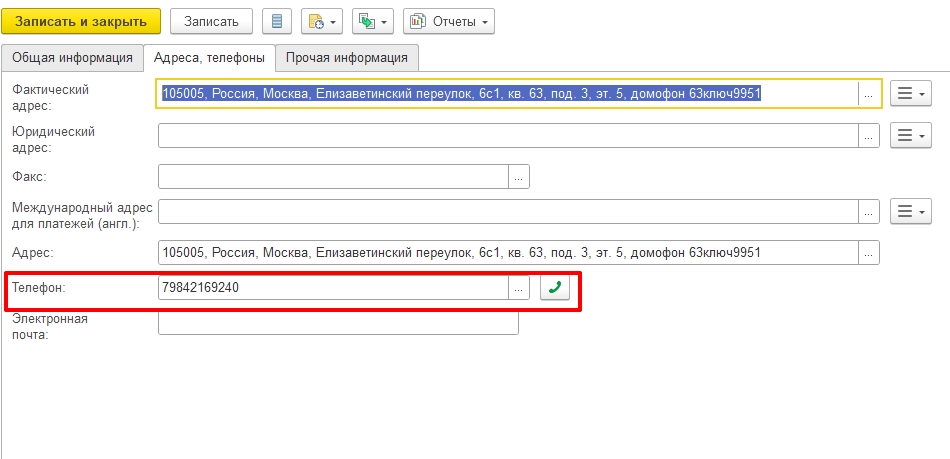 Записать и закрыть Записать Отчеты
Общая информация Адреса, телефоны Прочая информация
Фактический
адрес:
105005, Россия, Москва, Елизаветинский переулок, 6с1, кв. 63, под. 3, эт. 5, домофон 63ключ9951 ...
Юридический
адрес:
...
Факс: ...
Международный адрес
для платежей (англ.):
...
Адрес: 105005, Россия, Москва, Елизаветинский переулок, 6с1, кв. 63, под. 3, эт. 5, домофон 63ключ9951 ...
Телефон: 79842169240 ...
Электронная
почта: